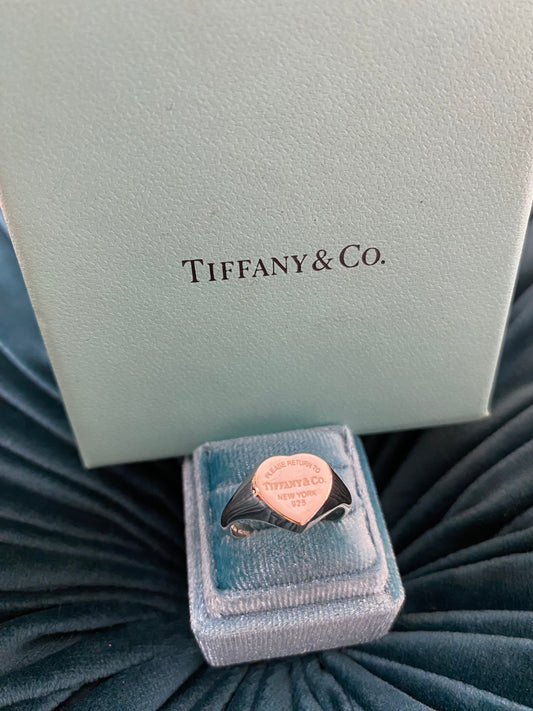 TIFFANY & CO.
PLEASE RETURN TO
TIFFANY & CO.
NEW YORK
925